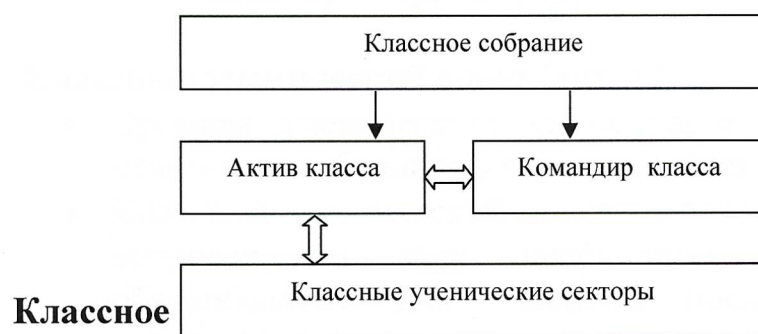 Классное собрание
Актив класса
Командир класса
Классные ученические секторы
Классное